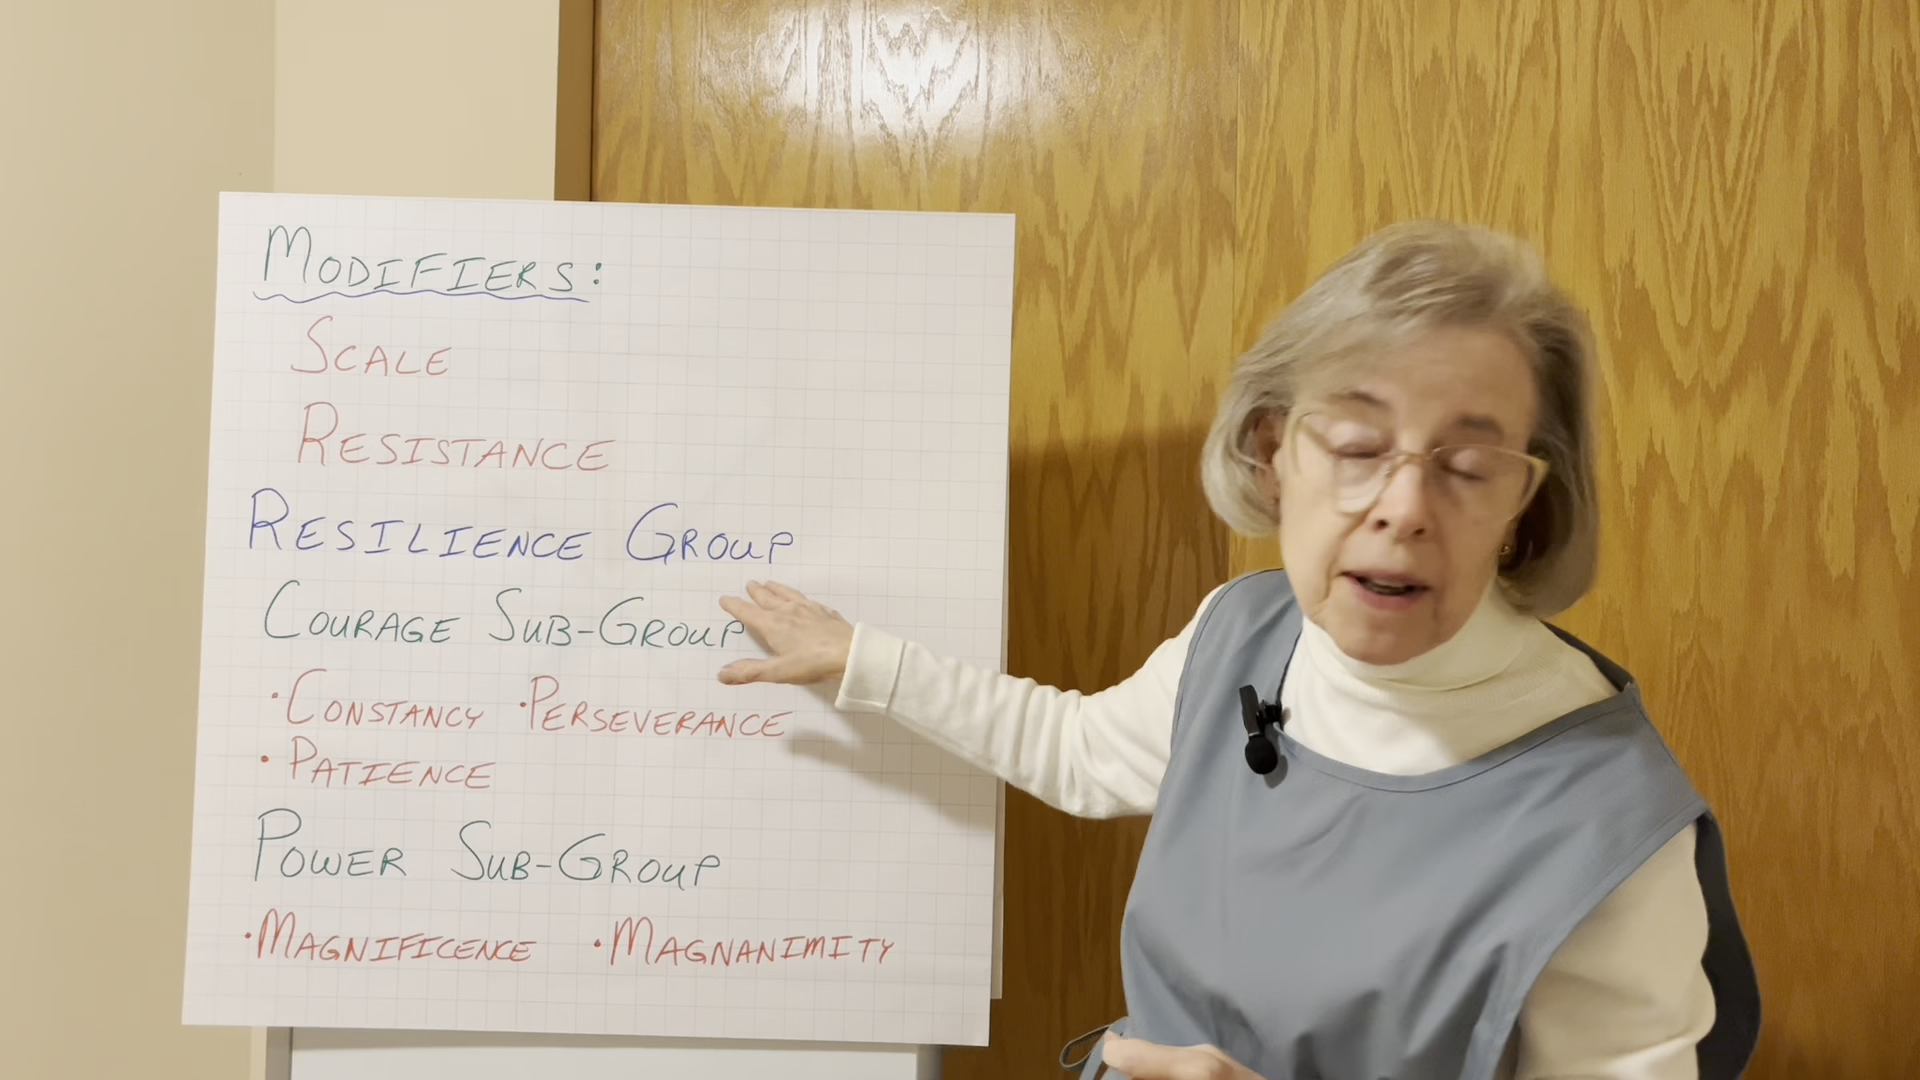 MODIFIERS:
SCALE
RESISTANCE
RESILIENCE GROUP
COURAGE SUB-GROUP
• CONSTANCY • PERSEVERANCE
• PATIENCE
POWER SUB-GROUP
• MAGNIFICENCE • MAGNANIMITY